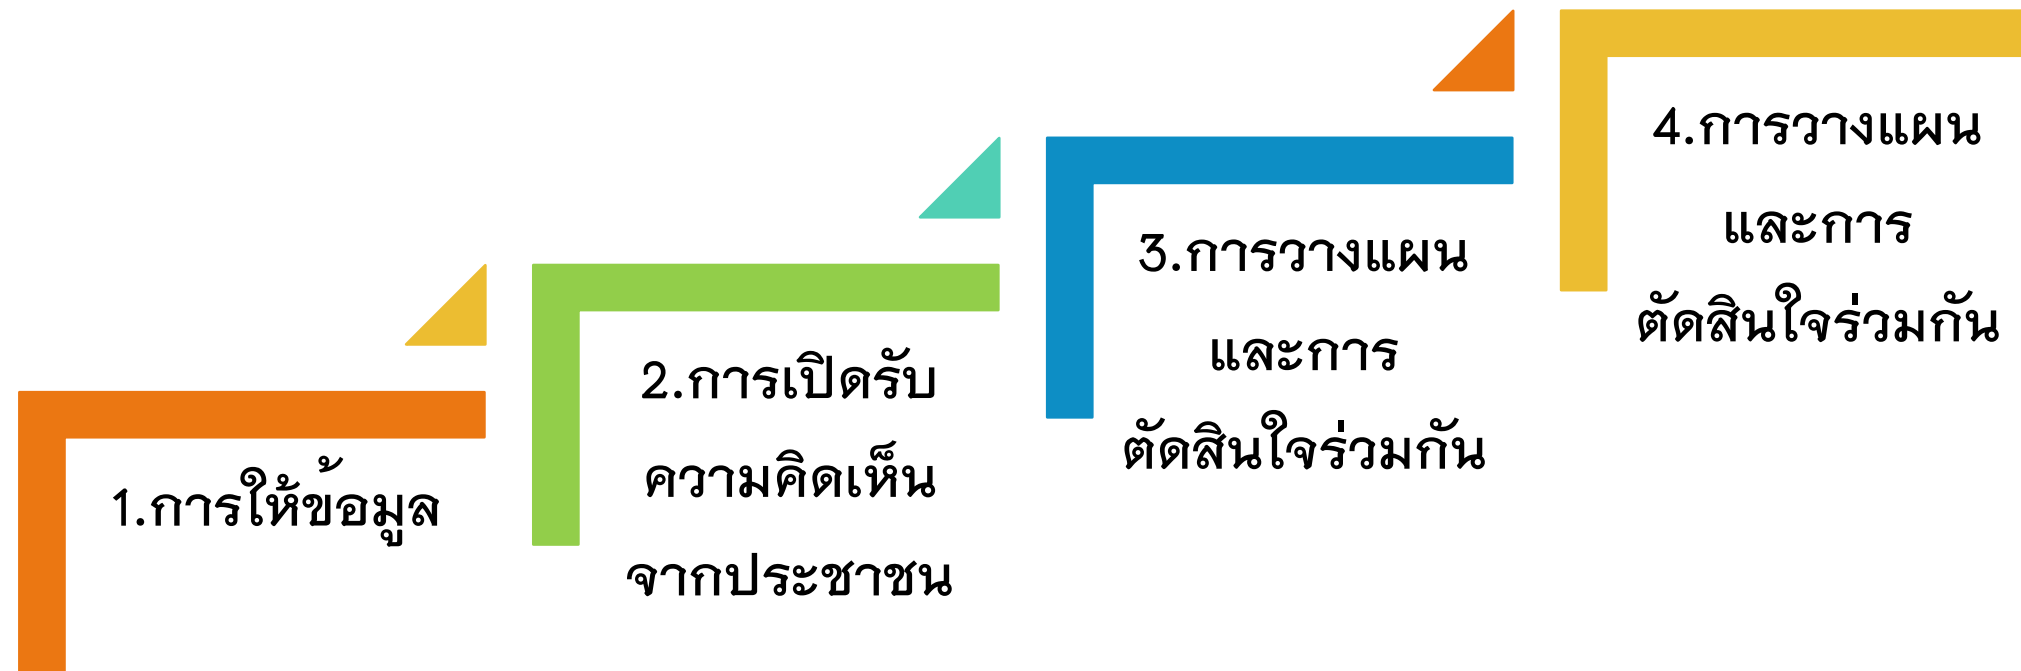 1.การให้ข้อมูล
2.การเปิดรับ
ความคิดเห็น
จากประชาชน
3.การวางแผน
และการ
ตัดสินใจร่วมกัน
4.การวางแผน
และการ
ตัดสินใจร่วมกัน